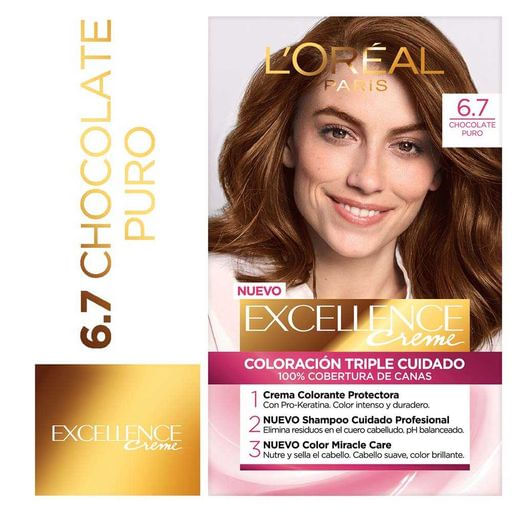 6.7 CHOCOLATE
PURO
EXCELLENCE
Creme
L'ORÉAL
PARIS
6.7
CHOCOLATE
PURO
NUEVO
EXCELLENCE
Creme
COLORACIÓN TRIPLE CUIDADO
100% COBERTURA DE CANAS
1 Crema Colorante Protectora
Con Pro-Keratina. Color intenso y duradero.
2 NUEVO Shampoo Cuidado Profesional
Elimina residuos en el cuero cabelludo. pH balanceado.
3 NUEVO Color Miracle Care
Nutre y sella el cabello. Cabello suave, color brillante.